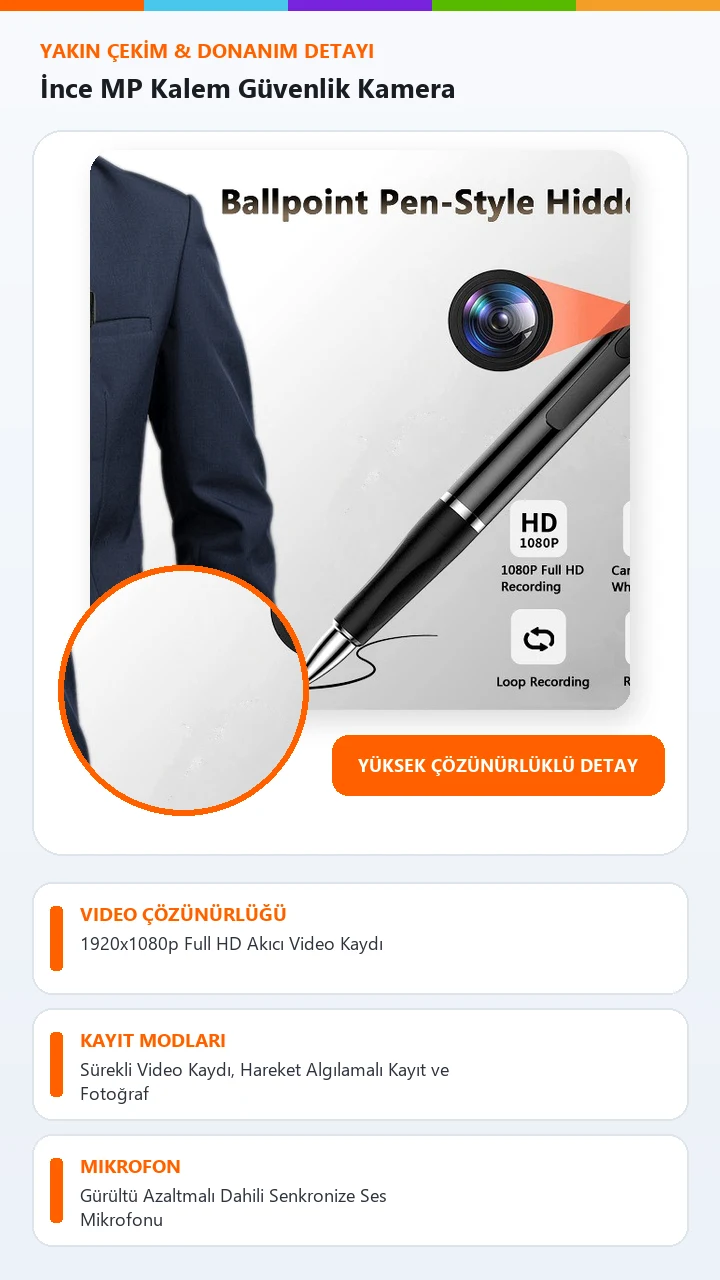 YAKIN ÇEKİM & DONANIM DETAYI
İnce MP Kalem Güvenlik Kamera
Ballpoint Pen-Style Hidd
HD
1080P
1080P Full HD
Recording
Car
Wh
Loop Recording
R
YÜKSEK ÇÖZÜNÜRLÜKLÜ DETAY
VIDEO ÇÖZÜNÜRLÜĞÜ
1920x1080p Full HD Akıcı Video Kaydı
KAYIT MODLARI
Sürekli Video Kaydı, Hareket Algılamalı Kayıt ve
Fotoğraf
MIKROFON
Gürültü Azaltmalı Dahili Senkronize Ses
Mikrofonu